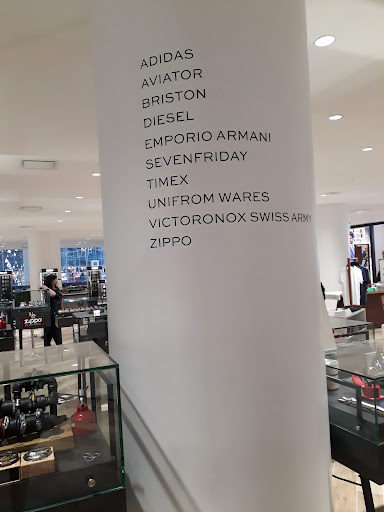 ADIDAS
AVIATOR
BRISTON
DIESEL
EMPORIO ARMANI
SEVENFRIDAY
TIMEX
UNIFROM WARES
VICTORONOX SWISS ARMY
ZIPPO
zippo